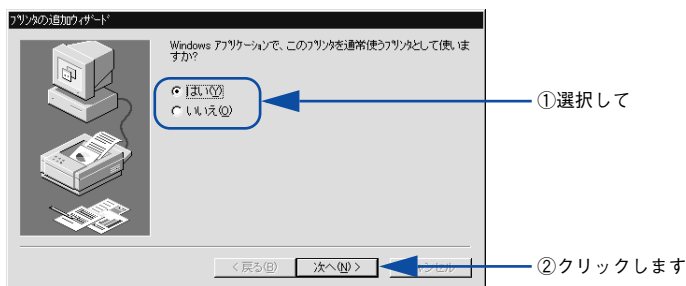 プリンタの追加ウィザード
Windows アプリケーションで、このプリンタを通常使うプリンタとして使いま
すか?
はい(Y)
いいえ(O)
①選択して
< 戻る(B)
次へ(N) >
②クリックします